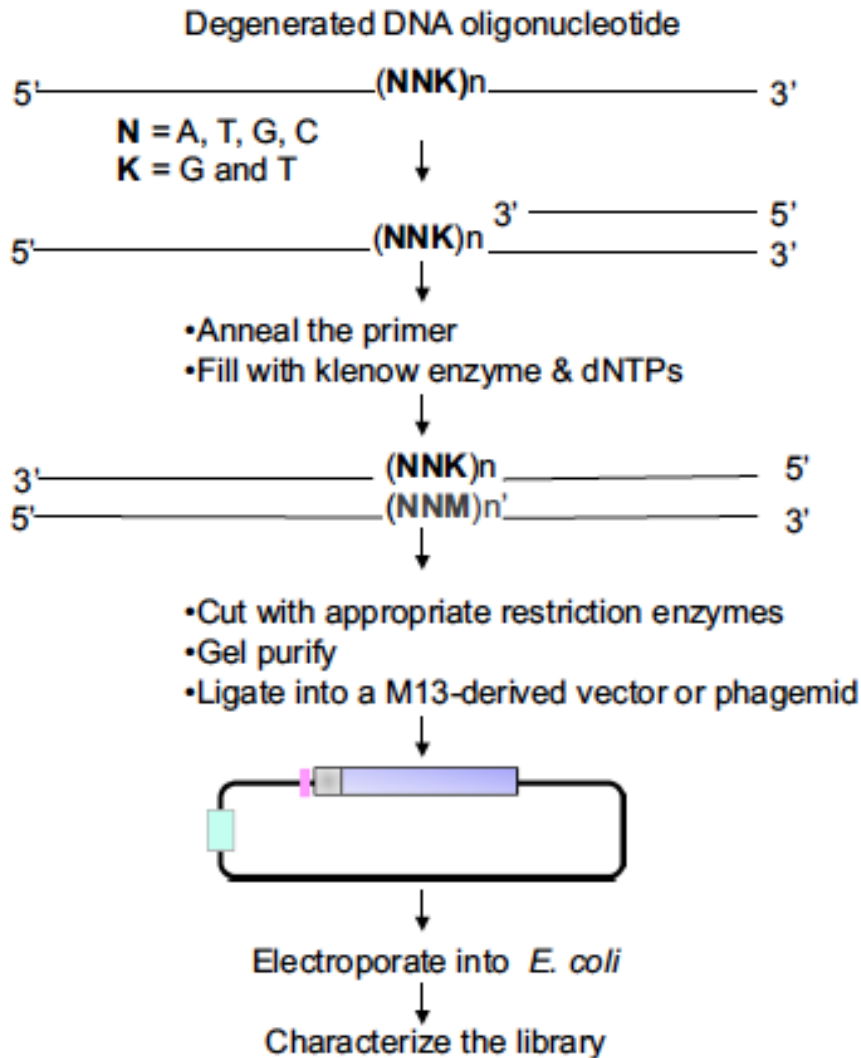 Degenerated DNA oligonucleotide
5' (NNK)n 3'
N = A, T, G, C
K = G and T
3' 5'
5' (NNK)n 3'
•Anneal the primer
•Fill with klenow enzyme & dNTPs
3' (NNK)n 5'
5' (NNM)n' 3'
•Cut with appropriate restriction enzymes
•Gel purify
•Ligate into a M13-derived vector or phagemid
Electroporate into E. coli
Characterize the library